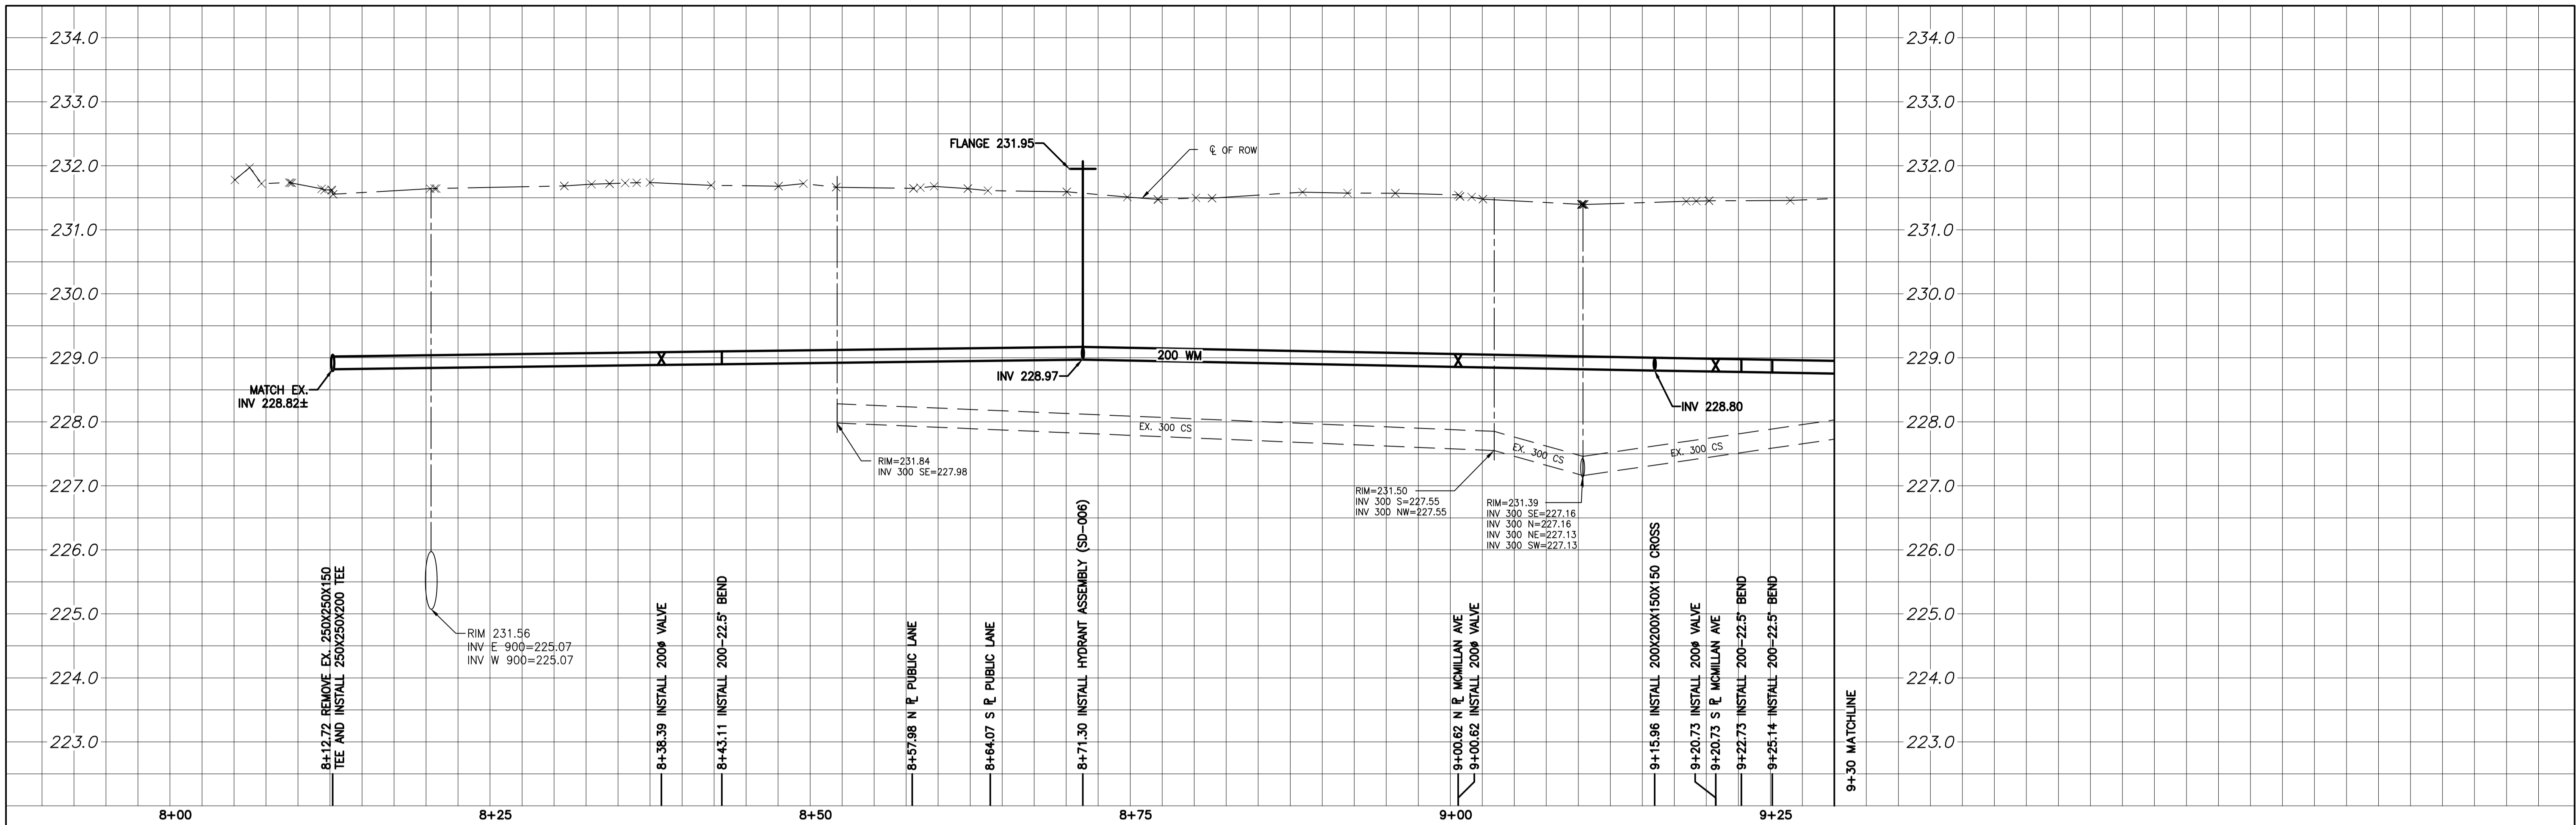 234.0
234.0
233.0
233.0
232.0
232.0
231.0
231.0
230.0
230.0
229.0
229.0
228.0
228.0
227.0
227.0
226.0
226.0
225.0
225.0
224.0
224.0
223.0
223.0
FLANGE 231.95
℄ OF ROW
MATCH EX.
INV 228.82±
INV 228.97
200 WM
INV 228.80
EX. 300 CS
EX. 300 CS
EX. 300 CS
RIM=231.84
INV 300 SE=227.98
RIM=231.50
INV 300 S=227.55
INV 300 NW=227.55
RIM=231.39
INV 300 SE=227.16
INV 300 N=227.16
INV 300 NE=227.13
INV 300 SW=227.13
RIM 231.56
INV E 900=225.07
INV W 900=225.07
8+12.72 REMOVE EX. 250X250X150
TEE AND INSTALL 250X250X200 TEE
8+38.39 INSTALL 200ø VALVE
8+43.11 INSTALL 200-22.5° BEND
8+57.98 N PL PUBLIC LANE
8+64.07 S PL PUBLIC LANE
8+71.30 INSTALL HYDRANT ASSEMBLY (SD-006)
9+00.62 N PL MCMILLAN AVE
9+00.62 INSTALL 200ø VALVE
9+15.96 INSTALL 200X200X150X150 CROSS
9+20.73 INSTALL 200ø VALVE
9+20.73 S PL MCMILLAN AVE
9+22.73 INSTALL 200-22.5° BEND
9+25.14 INSTALL 200-22.5° BEND
9+30 MATCHLINE
8+00
8+25
8+50
8+75
9+00
9+25